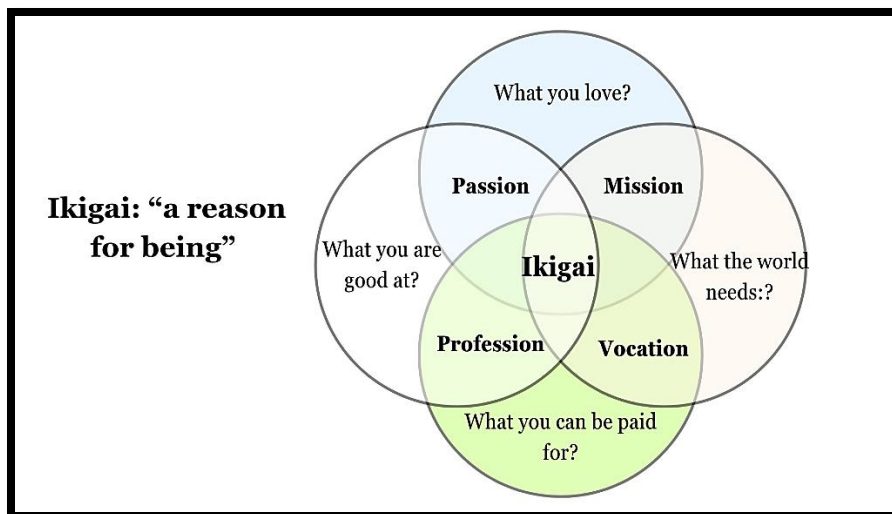 Ikigai: “a reason
for being”
What you love?
Passion
Mission
What you are
good at?
Ikigai
What the world
needs:?
Profession
Vocation
What you can be paid
for?